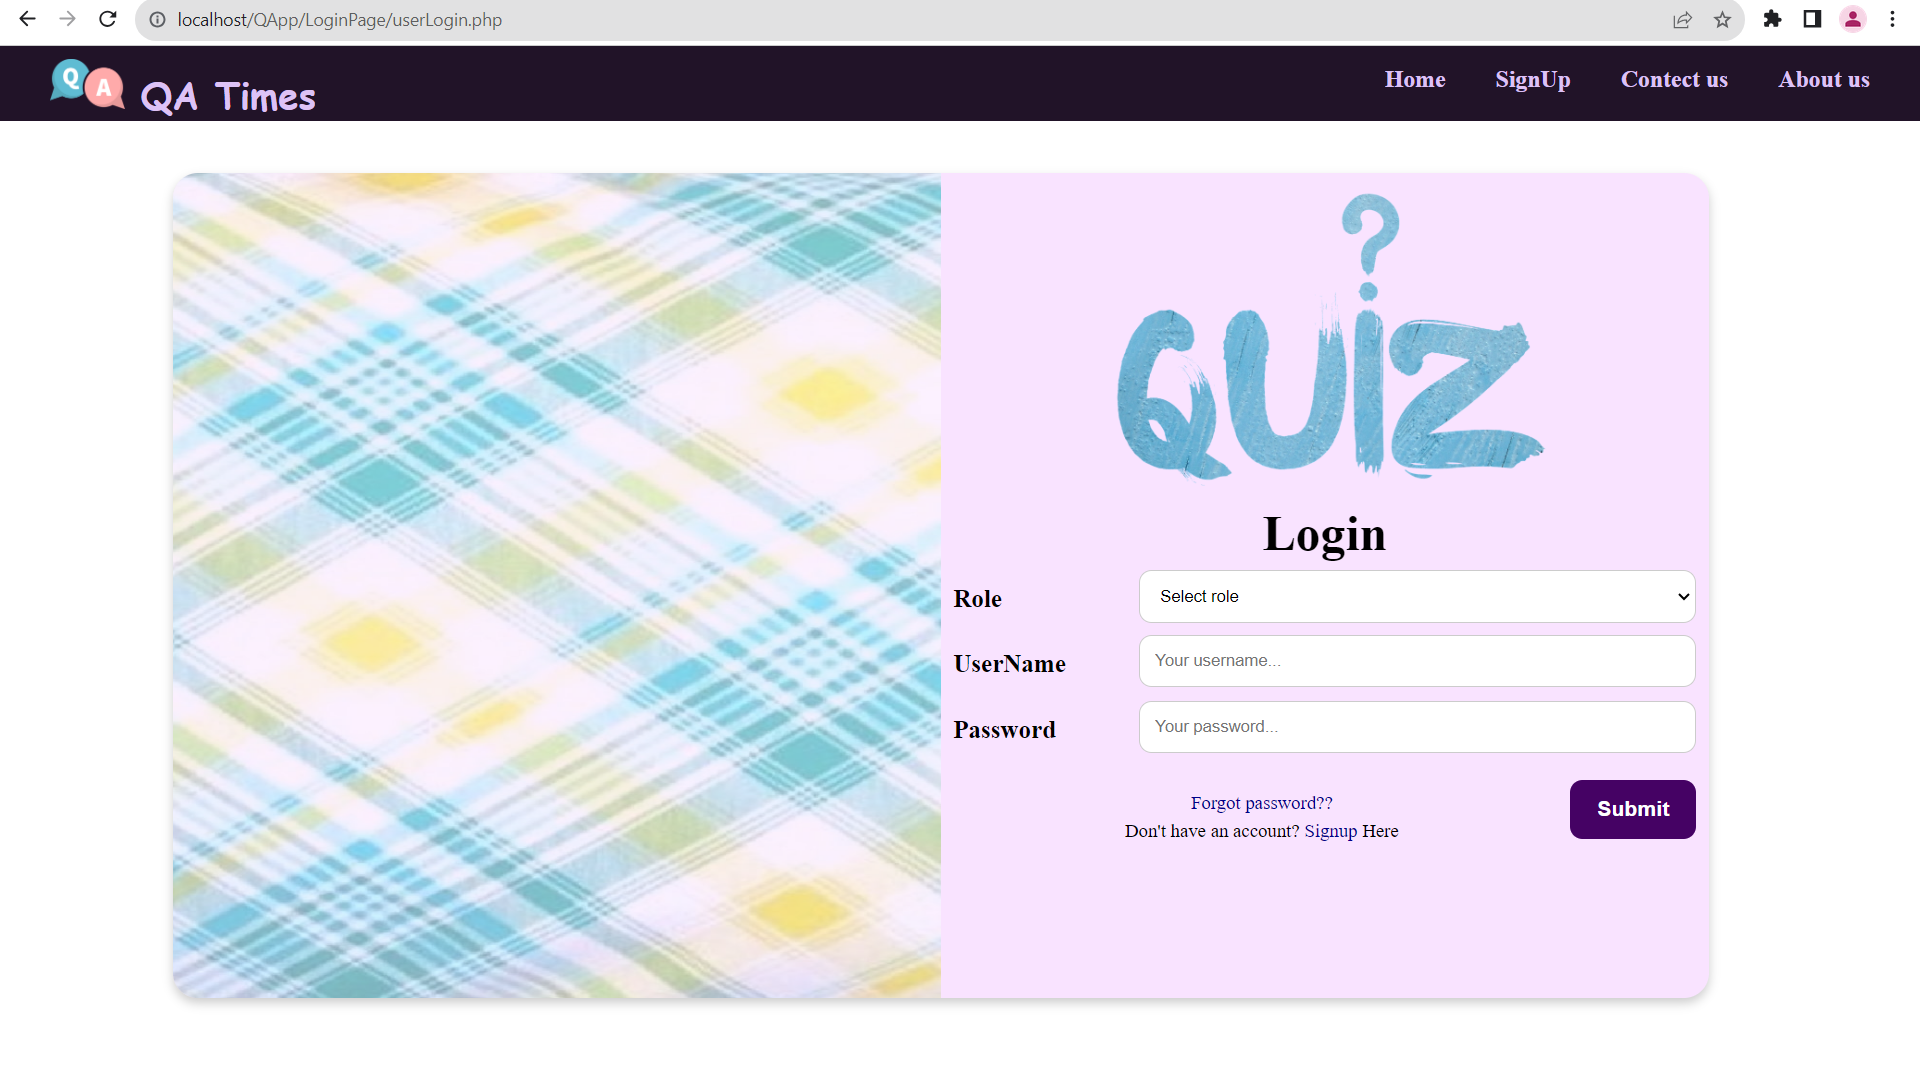 localhost/QApp/LoginPage/userLogin.php
Q A QA Times
Home SignUp Contect us About us
?
QUIZ
Login
Role Select role
UserName Your username...
Password Your password...
Forgot password??
Don't have an account? Signup Here
Submit